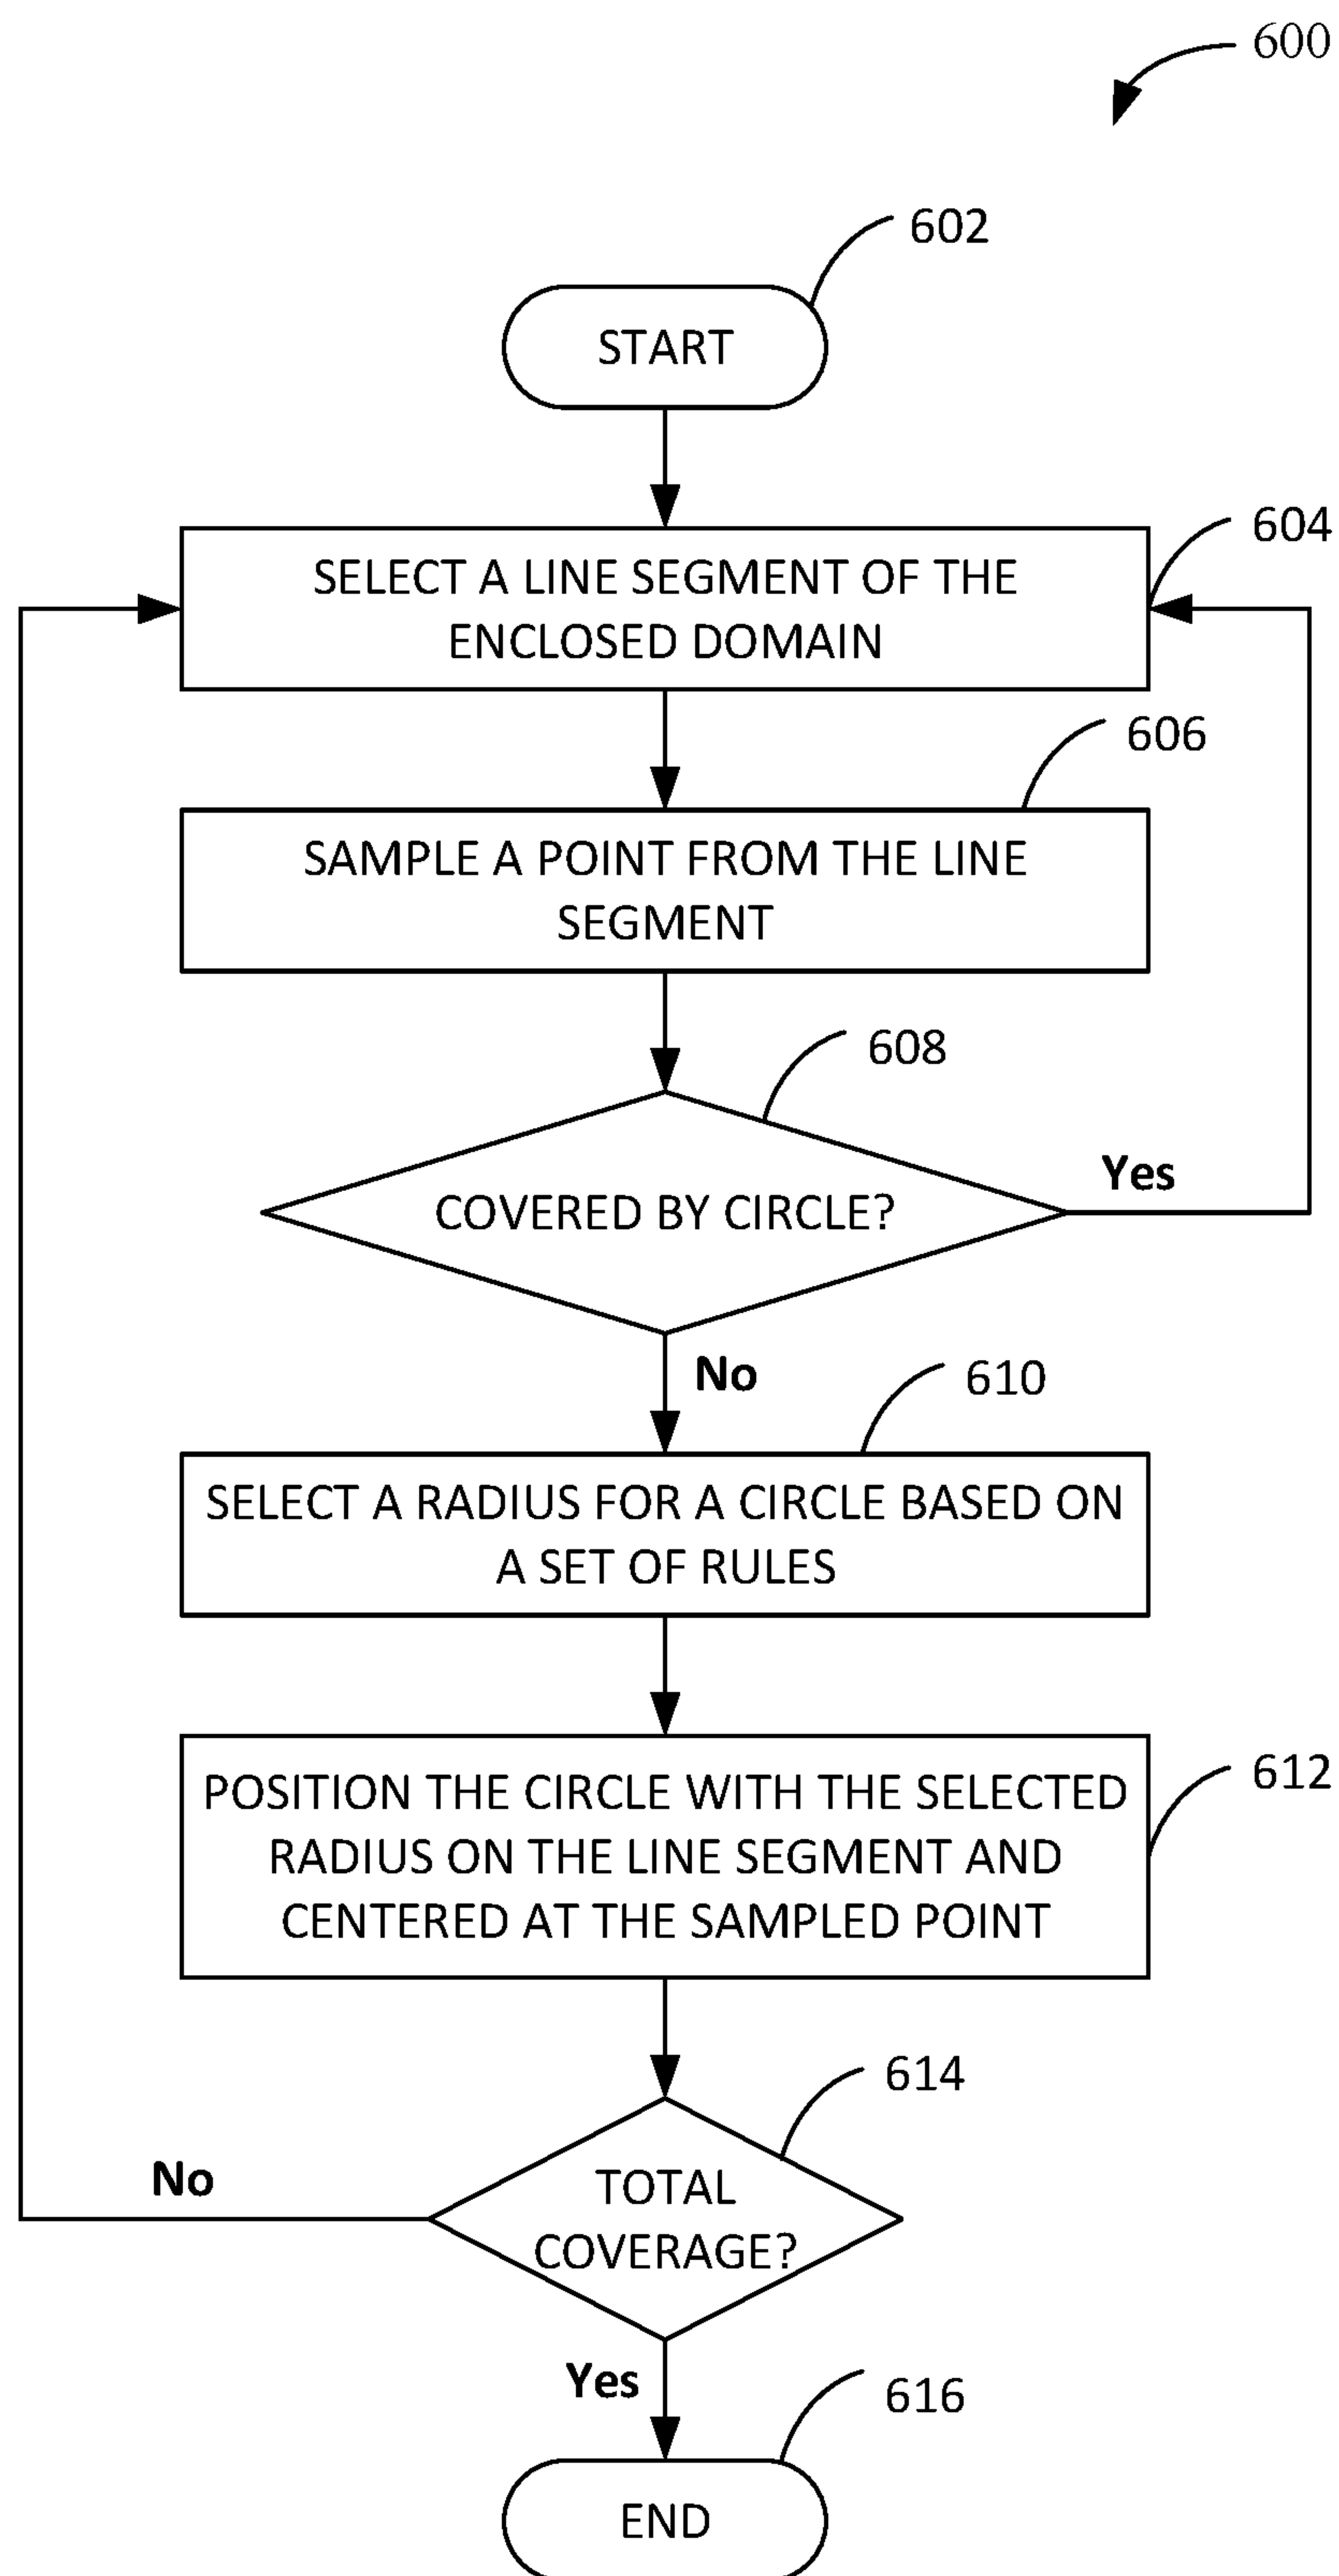 600
602
START
604
SELECT A LINE SEGMENT OF THE
ENCLOSED DOMAIN
606
SAMPLE A POINT FROM THE LINE
SEGMENT
608
COVERED BY CIRCLE?
Yes
No
610
SELECT A RADIUS FOR A CIRCLE BASED ON
A SET OF RULES
612
POSITION THE CIRCLE WITH THE SELECTED
RADIUS ON THE LINE SEGMENT AND
CENTERED AT THE SAMPLED POINT
614
TOTAL
COVERAGE?
No
Yes
616
END